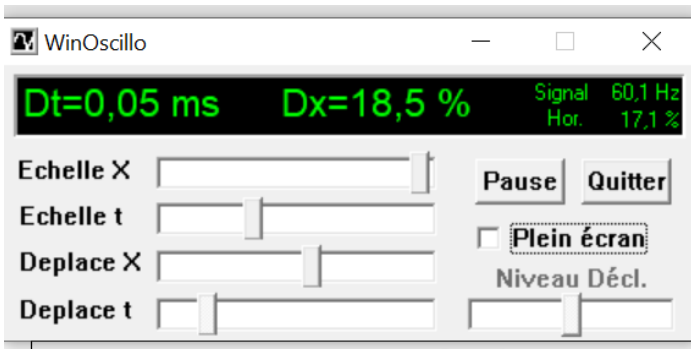 WinOscillo
Dt=0,05 ms Dx=18,5 % Signal 60,1 Hz
Hor. 17,1 %
Echelle X
Pause Quitter
Echelle t
Plein écran
Deplace X
Niveau Décl.
Deplace t